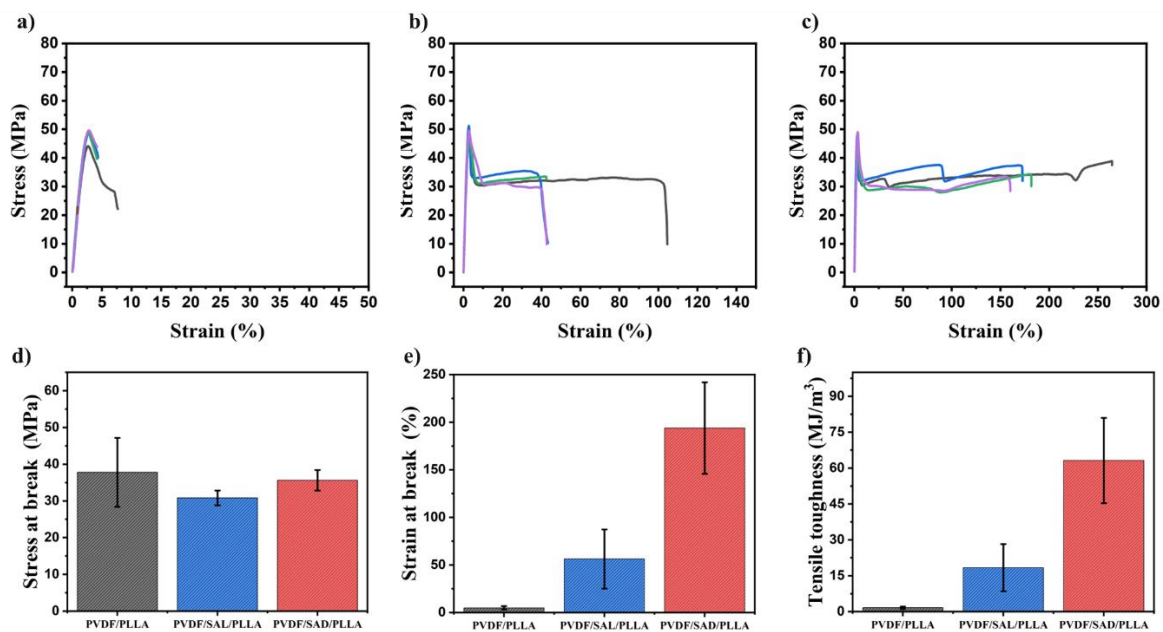 a)
Stress (MPa)
80
70
60
50
40
30
20
10
0
0 5 10 15 20 25 30 35 40 45 50
Strain (%)
b)
Stress (MPa)
80
70
60
50
40
30
20
10
0
0 20 40 60 80 100 120 140
Strain (%)
c)
Stress (MPa)
80
70
60
50
40
30
20
10
0
0 50 100 150 200 250 300
Strain (%)
d)
Stress at break (MPa)
60
50
40
30
20
10
0
PVDF/PLLA PVDF/SAL/PLLA PVDF/SAD/PLLA
e)
Strain at break (%)
250
200
150
100
50
0
PVDF/PLLA PVDF/SAL/PLLA PVDF/SAD/PLLA
f)
Tensile toughness (MJ/m³)
90
75
60
45
30
15
0
PVDF/PLLA PVDF/SAL/PLLA PVDF/SAD/PLLA